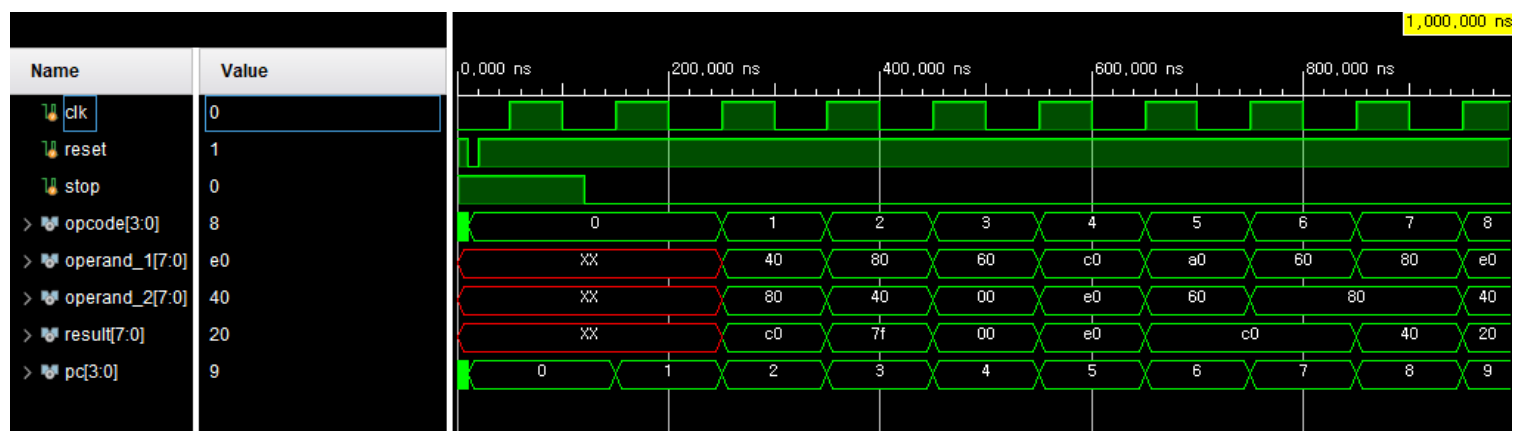 1,000,000 ns
Name Value 0,000 ns 200,000 ns 400,000 ns 600,000 ns 800,000 ns
clk 0
reset 1
stop 0
opcode[3:0] 8 0 1 2 3 4 5 6 7 8
operand_1[7:0] e0 XX 40 80 60 c0 a0 60 80 e0
operand_2[7:0] 40 XX 80 40 00 e0 60 80 40
result[7:0] 20 XX c0 7f 00 e0 c0 40 20
pc[3:0] 9 0 1 2 3 4 5 6 7 8 9